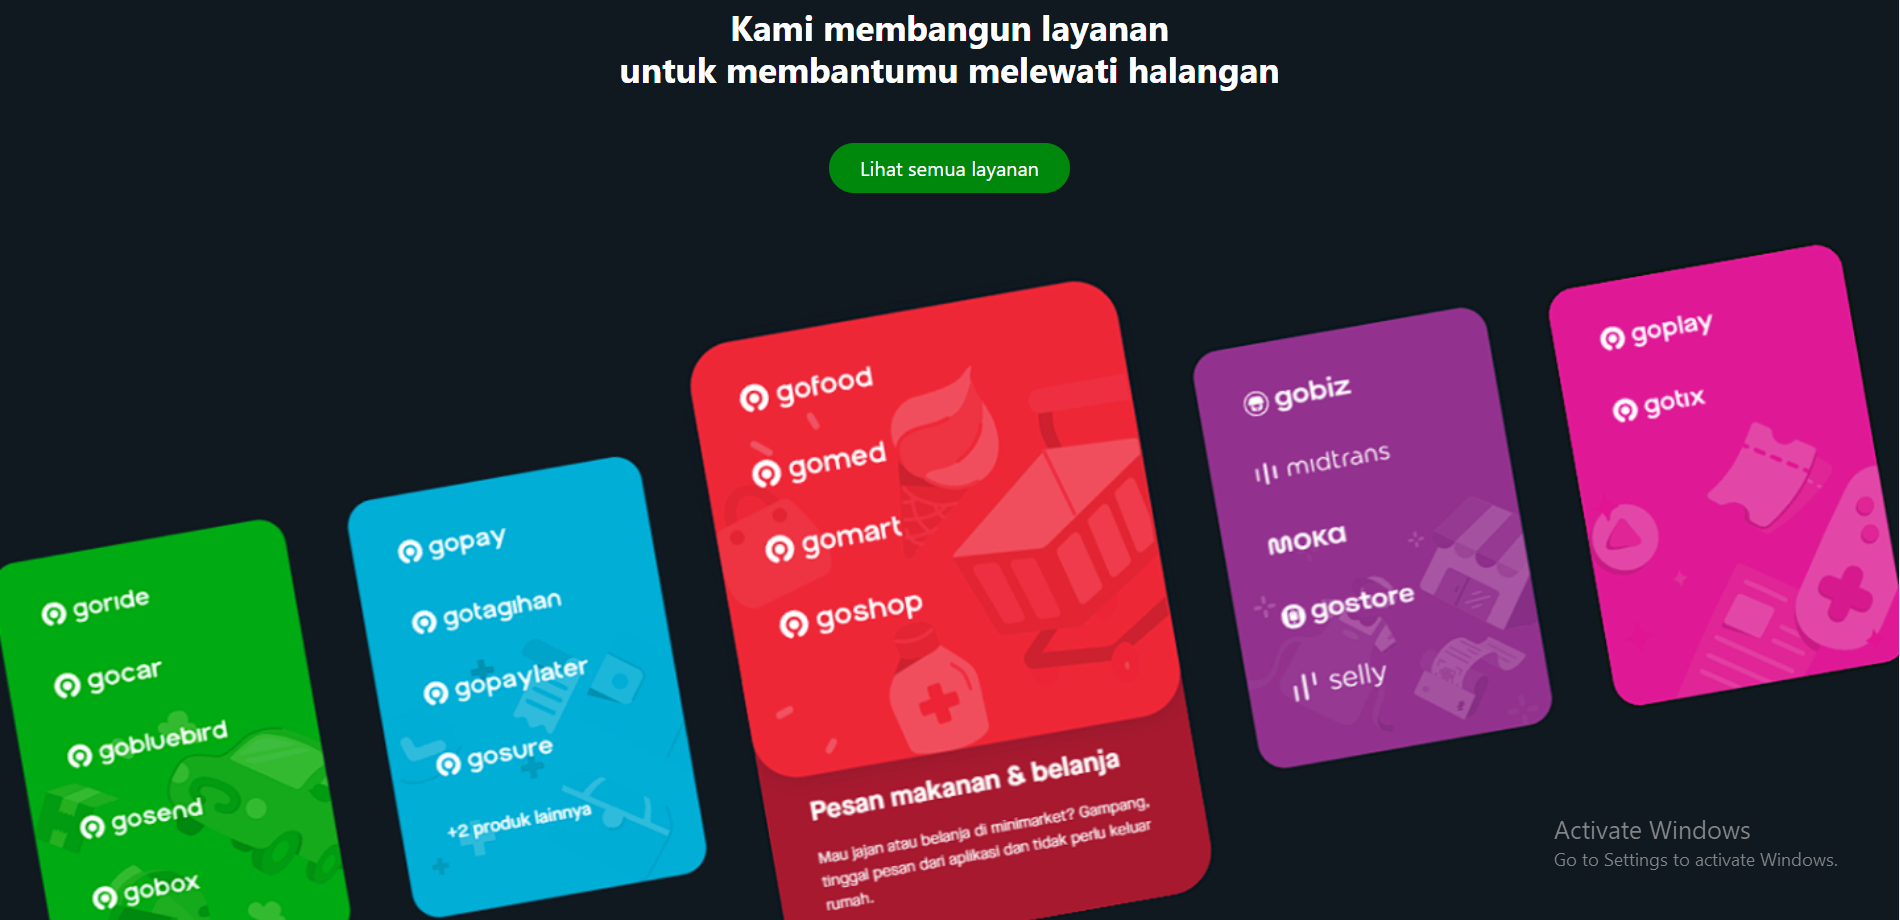 Kami membangun layanan
untuk membantumu melewati halangan
Lihat semua layanan
goride
gocar
gobluebird
gosend
gobox
gopay
gotagihan
gopaylater
gosure
+2 produk lainnya
gofood
gomed
gomart
goshop
Pesan makanan & belanja
Mau jajan atau belanja di minimarket? Gampang,
tinggal pesan dari aplikasi dan tidak perlu keluar
rumah.
gobiz
midtrans
MOKA
gostore
selly
goplay
gotix
Activate Windows
Go to Settings to activate Windows.